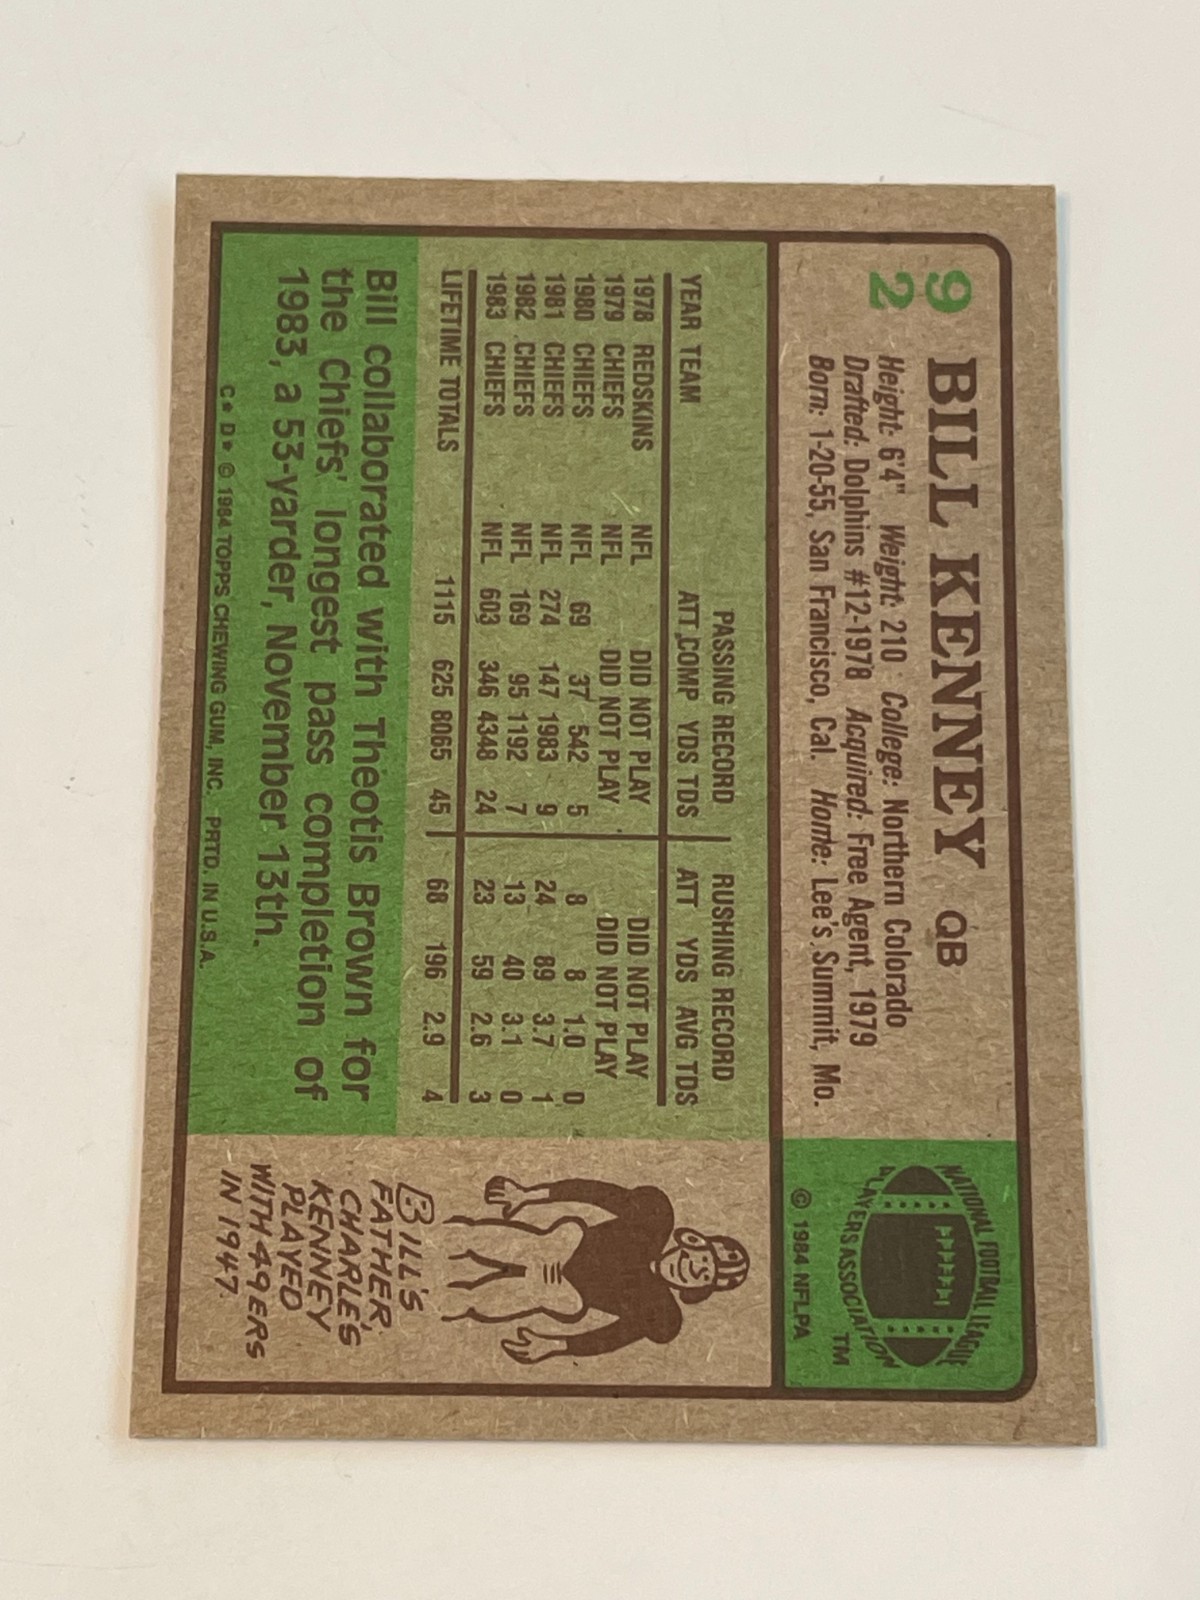 92
BILL KENNEY QB
Height: 6'4" Weight: 210 College: Northern Colorado
Drafted: Dolphins #12-1978 Acquired: Free Agent, 1979
Born: 1-20-55, San Francisco, Cal. Home: Lee's Summit, Mo.
NATIONAL FOOTBALL LEAGUE
PLAYERS ASSOCIATION TM
© 1984 NFLPA
PASSING RECORD RUSHING RECORD
YEAR TEAM ATT COMP YDS TDS ATT YDS AVG TDS
1978 REDSKINS NFL DID NOT PLAY DID NOT PLAY
1979 CHIEFS NFL DID NOT PLAY DID NOT PLAY
1980 CHIEFS NFL 69 37 542 5 8 8 1.0 0
1981 CHIEFS NFL 274 147 1983 9 24 89 3.7 1
1982 CHIEFS NFL 169 95 1192 7 13 40 3.1 0
1983 CHIEFS NFL 603 346 4348 24 23 59 2.6 3
LIFETIME TOTALS 1115 625 8065 45 68 196 2.9 4
Bill collaborated with Theotis Brown for
the Chiefs' longest pass completion of
1983, a 53-yarder, November 13th.
C* D* © 1984 TOPPS CHEWING GUM, INC. PRTD. IN U.S.A.
BILL'S
FATHER
CHARLES
KENNEY
PLAYED
WITH 49ERS
IN 1947.